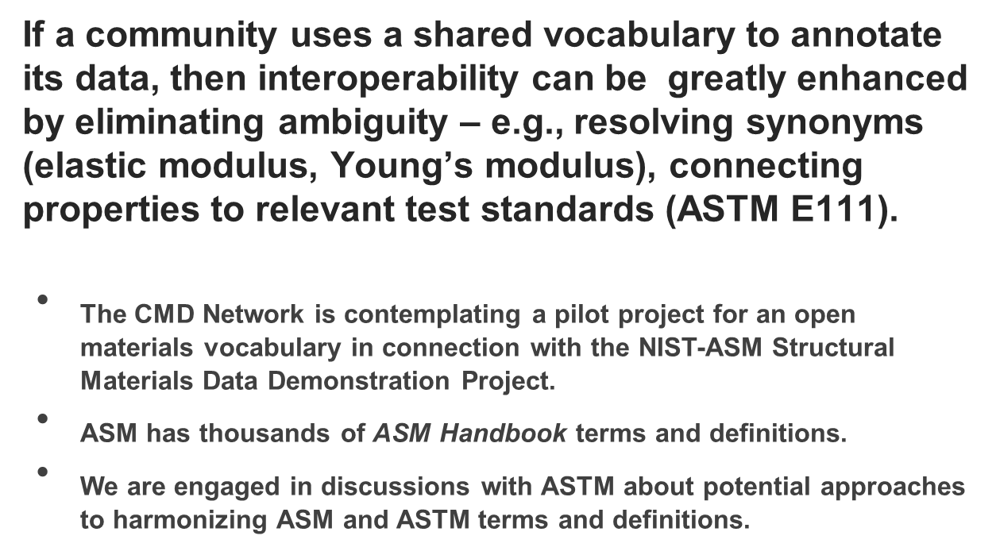 If a community uses a shared vocabulary to annotate
its data, then interoperability can be  greatly enhanced
by eliminating ambiguity – e.g., resolving synonyms
(elastic modulus, Young’s modulus), connecting
properties to relevant test standards (ASTM E111).
• The CMD Network is contemplating a pilot project for an open
materials vocabulary in connection with the NIST-ASM Structural
Materials Data Demonstration Project.
• ASM has thousands of ASM Handbook terms and definitions.
• We are engaged in discussions with ASTM about potential approaches
to harmonizing ASM and ASTM terms and definitions.